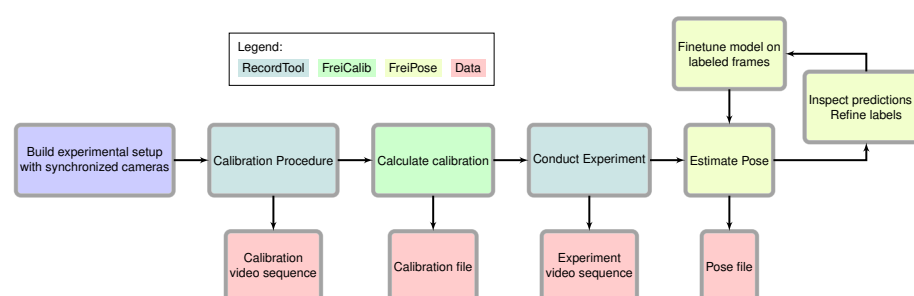 Legend:
RecordTool FreiCalib FreiPose Data
Finetune model on
labeled frames
Inspect predictions
Refine labels
Build experimental setup
with synchronized cameras
Calibration Procedure
Calculate calibration
Conduct Experiment
Estimate Pose
Calibration
video sequence
Calibration file
Experiment
video sequence
Pose file